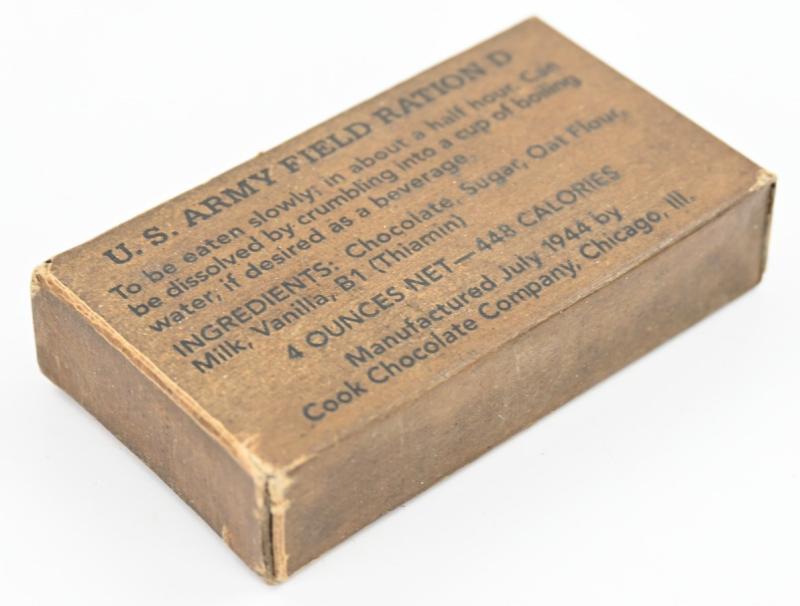 U. S. ARMY FIELD RATION D
To be eaten slowly; in about a half hour. Can
be dissolved by crumbling into a cup of boiling
water, if desired as a beverage.
INGREDIENTS: Chocolate, Sugar, Oat Flour,
Milk, Vanilla, B1 (Thiamin)
4 OUNCES NET—448 CALORIES
Manufactured July 1944 by
Cook Chocolate Company, Chicago, Ill.